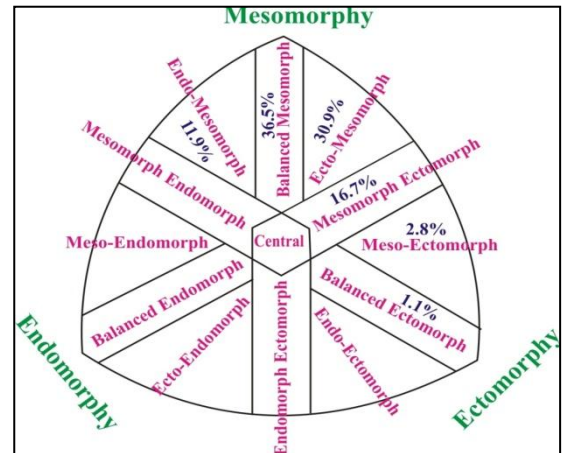 Mesomorphy
Endo-Mesomorph
11.9%
36.5%
Balanced Mesomorph
30.9%
Ecto-Mesomorph
Mesomorph Endomorph
16.7%
Mesomorph Ectomorph
Meso-Endomorph
Central
2.8%
Meso-Ectomorph
Balanced Endomorph
1.1%
Balanced Ectomorph
Ecto-Endomorph
Endomorph Ectomorph
Endo-Ectomorph
Endomorphy
Ectomorphy